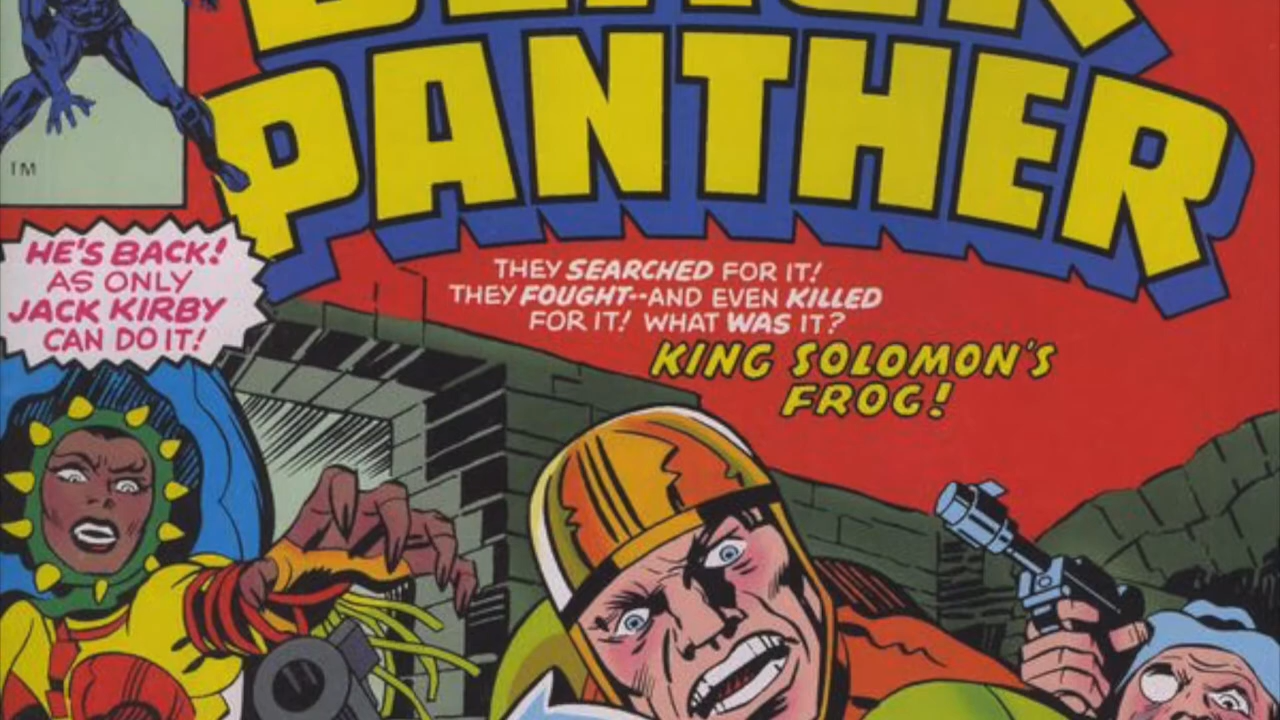 BLACK
PANTHER
TM
HE'S BACK!
AS ONLY
JACK KIRBY
CAN DO IT!
THEY SEARCHED FOR IT!
THEY FOUGHT--AND EVEN KILLED
FOR IT! WHAT WAS IT?
KING SOLOMON'S
FROG!